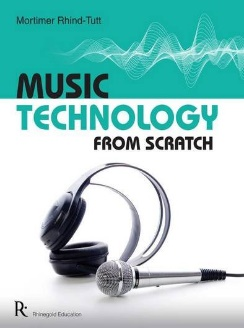 Mortimer Rhind-Tutt
MUSIC
TECHNOLOGY
FROM SCRATCH
R:
Rhinegold Education